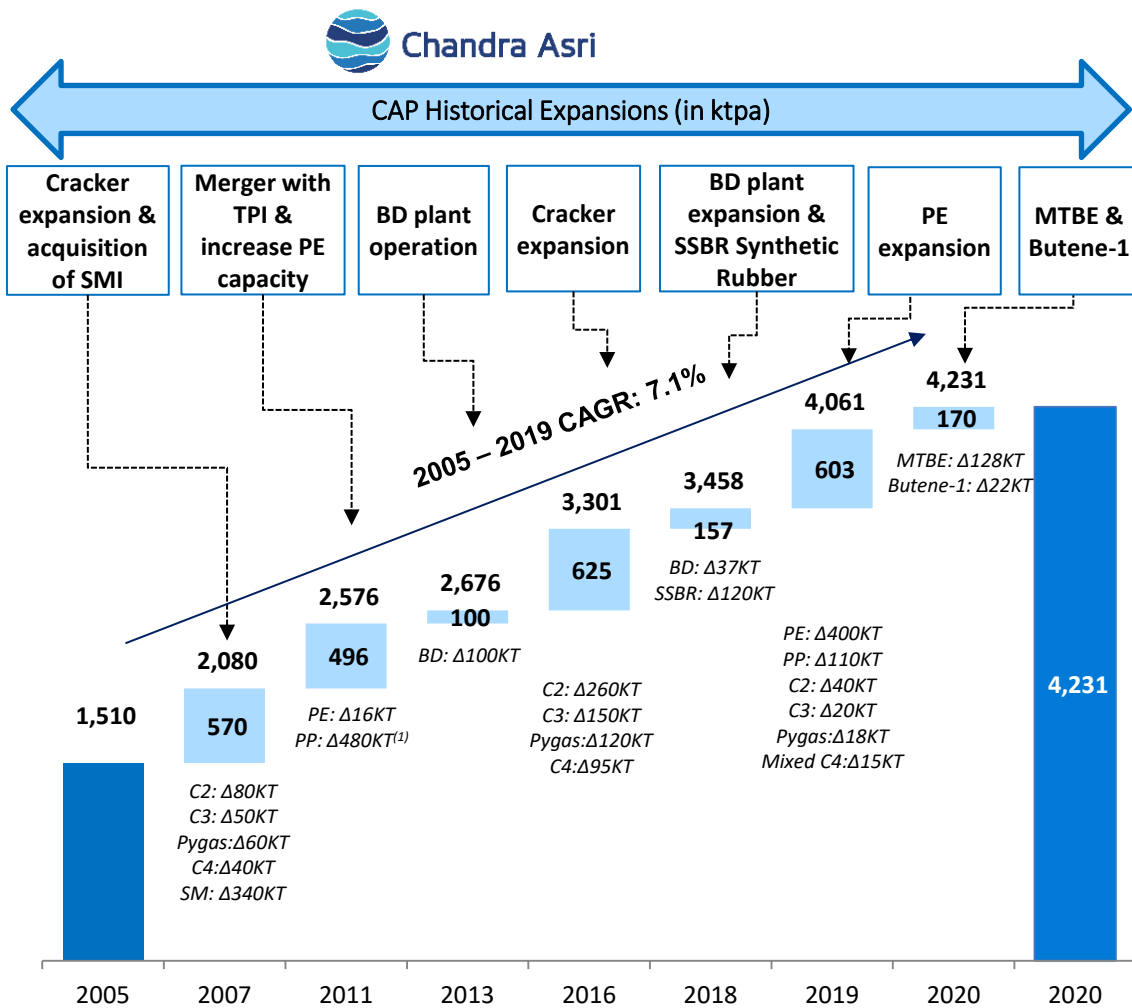 Chandra Asri
CAP Historical Expansions (in ktpa)
Cracker
expansion &
acquisition
of SMI
Merger with
TPI &
increase PE
capacity
BD plant
operation
Cracker
expansion
BD plant
expansion &
SSBR Synthetic
Rubber
PE
expansion
MTBE &
Butene-1
2005 – 2019 CAGR: 7.1%
1,510
2,080
570
C2: Δ80KT
C3: Δ50KT
Pygas:Δ60KT
C4:Δ40KT
SM: Δ340KT
2,576
496
PE: Δ16KT
PP: Δ480KT(1)
2,676
100
BD: Δ100KT
3,301
625
C2: Δ260KT
C3: Δ150KT
Pygas:Δ120KT
C4:Δ95KT
3,458
157
BD: Δ37KT
SSBR: Δ120KT
4,061
603
PE: Δ400KT
PP: Δ110KT
C2: Δ40KT
C3: Δ20KT
Pygas:Δ18KT
Mixed C4:Δ15KT
4,231
170
MTBE: Δ128KT
Butene-1: Δ22KT
4,231
2005 2007 2011 2013 2016 2018 2019 2020 2020